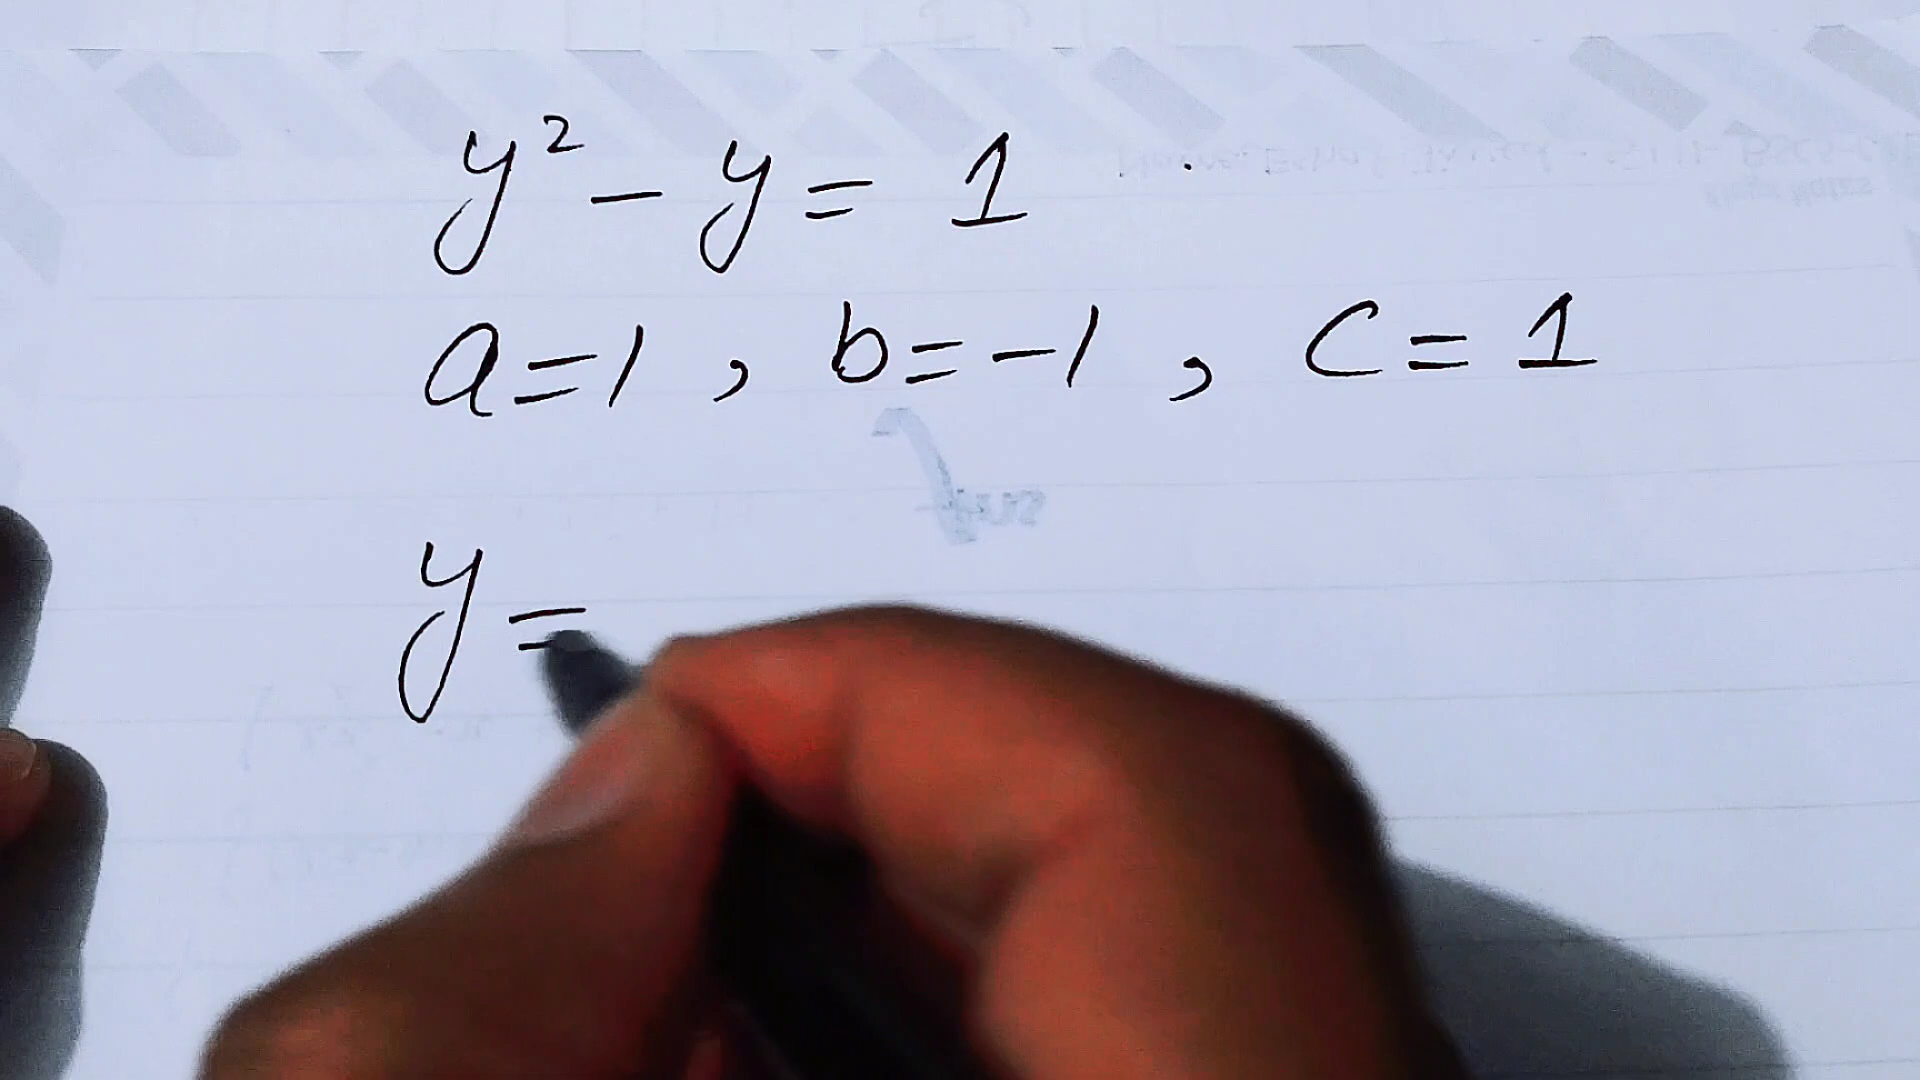 y² - y = 1
a=1 , b=-1 , c=1
y=